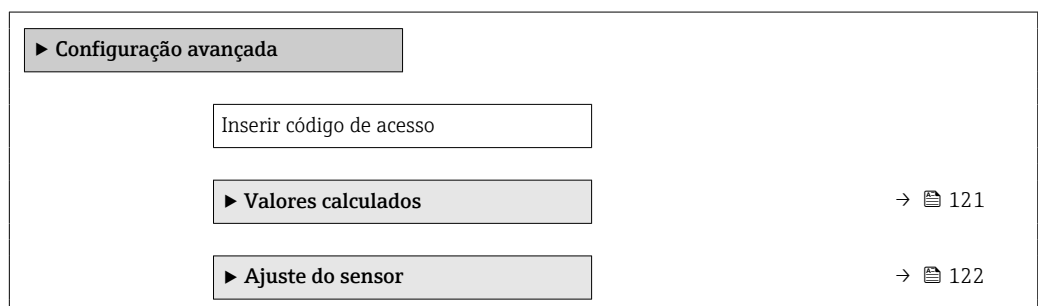 ▶ Configuração avançada
Inserir código de acesso
▶ Valores calculados → 121
▶ Ajuste do sensor → 122